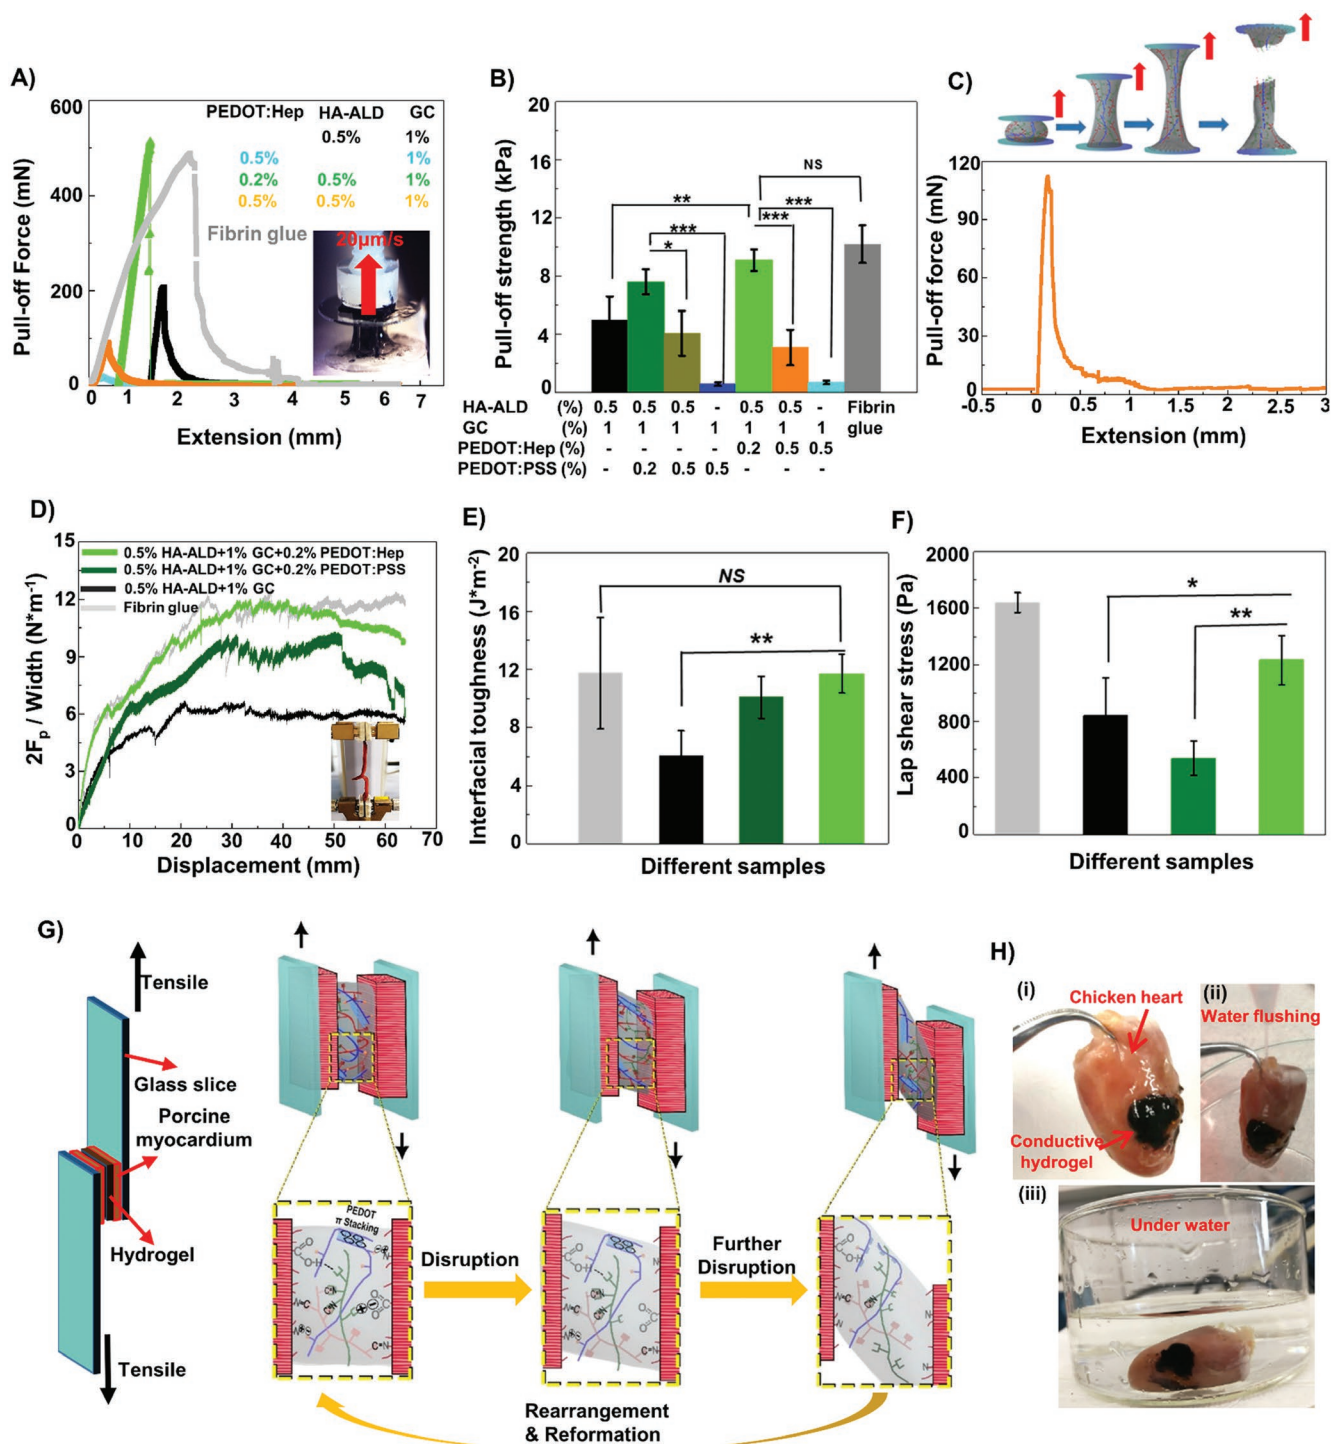 A)
600
400
200
0
Pull-off Force (mN)
0 1 2 3 4 5 6 7
Extension (mm)
PEDOT:Hep HA-ALD GC
0.5% 1%
0.5% 1%
0.2% 0.5% 1%
0.5% 0.5% 1%
Fibrin glue
20μm/s
B)
20
16
12
8
4
0
Pull-off strength (kPa)
**
***
*
NS
***
***
HA-ALD (%) 0.5 0.5 0.5 - 0.5 0.5 - Fibrin
GC (%) 1 1 1 1 1 1 1 glue
PEDOT:Hep (%) - - - - 0.2 0.5 0.5
PEDOT:PSS (%) - 0.2 0.5 0.5 - - - -
C)
120
90
60
30
0
Pull-off force (mN)
-0.5 0 0.5 1 1.5 2 2.5 3
Extension (mm)
D)
15
12
9
6
3
0
2Fp / Width (N*m-1)
0.5% HA-ALD+1% GC+0.2% PEDOT:Hep
0.5% HA-ALD+1% GC+0.2% PEDOT:PSS
0.5% HA-ALD+1% GC
Fibrin glue
0 10 20 30 40 50 60 70
Displacement (mm)
E)
20
16
12
8
4
0
Interfacial toughness (J*m-2)
NS
**
Different samples
F)
2000
1600
1200
800
400
0
Lap shear stress (Pa)
*
**
Different samples
G)
Tensile
Glass slice
Porcine
myocardium
Hydrogel
Tensile
PEDOT
π Stacking
Disruption
Further
Disruption
Rearrangement
& Reformation
H)
(i)
Chicken heart
Conductive
hydrogel
(ii)
Water flushing
(iii)
Under water